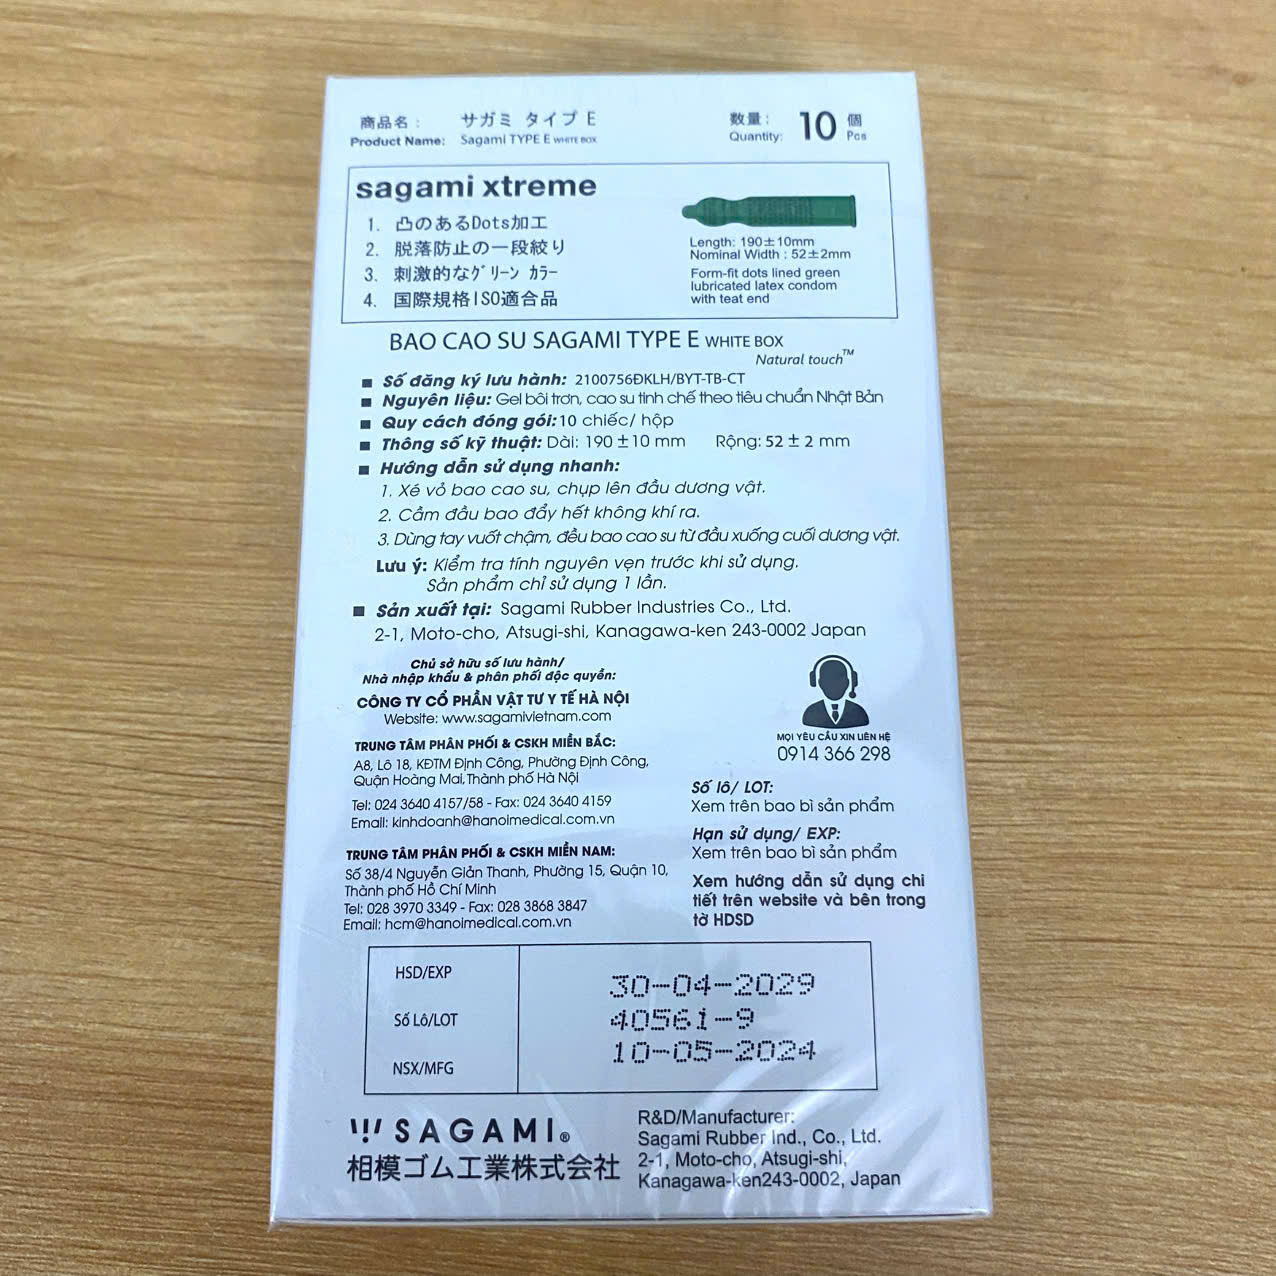 商品名: サガミ タイプ E
Product Name: Sagami TYPE E WHITE BOX
数量: 10 個
Quantity: Pcs
sagami xtreme
1. 凸のあるDots加工
2. 脱落防止の一段絞り
3. 刺激的なグリーン カラー
4. 国際規格ISO適合品
Length: 190±10mm
Nominal Width : 52±2mm
Form-fit dots lined green
lubricated latex condom
with teat end
BAO CAO SU SAGAMI TYPE E WHITE BOX
Natural touch™
■ Số đăng ký lưu hành: 2100756ĐKLH/BYT-TB-CT
■ Nguyên liệu: Gel bôi trơn, cao su tinh chế theo tiêu chuẩn Nhật Bản
■ Quy cách đóng gói: 10 chiếc/ hộp
■ Thông số kỹ thuật: Dài: 190 ± 10 mm Rộng: 52 ± 2 mm
■ Hướng dẫn sử dụng nhanh:
1. Xé vỏ bao cao su, chụp lên đầu dương vật.
2. Cầm đầu bao đẩy hết không khí ra.
3. Dùng tay vuốt chậm, đều bao cao su từ đầu xuống cuối dương vật.
Lưu ý: Kiểm tra tính nguyên vẹn trước khi sử dụng.
Sản phẩm chỉ sử dụng 1 lần.
■ Sản xuất tại: Sagami Rubber Industries Co., Ltd.
2-1, Moto-cho, Atsugi-shi, Kanagawa-ken 243-0002 Japan
Chủ sở hữu số lưu hành/
Nhà nhập khẩu & phân phối độc quyền:
CÔNG TY CỔ PHẦN VẬT TƯ Y TẾ HÀ NỘI
Website: www.sagamivietnam.com
TRUNG TÂM PHÂN PHỐI & CSKH MIỀN BẮC:
A8, Lô 18, KĐTM Định Công, Phường Định Công,
Quận Hoàng Mai, Thành phố Hà Nội
Tel: 024 3640 4157/58 - Fax: 024 3640 4159
Email: kinhdoanh@hanoimedical.com.vn
TRUNG TÂM PHÂN PHỐI & CSKH MIỀN NAM:
Số 38/4 Nguyễn Giản Thanh, Phường 15, Quận 10,
Thành phố Hồ Chí Minh
Tel: 028 3970 3349 - Fax: 028 3868 3847
Email: hcm@hanoimedical.com.vn
MỌI YÊU CẦU XIN LIÊN HỆ
0914 366 298
Số lô/ LOT:
Xem trên bao bì sản phẩm
Hạn sử dụng/ EXP:
Xem trên bao bì sản phẩm
Xem hướng dẫn sử dụng chi
tiết trên website và bên trong
tờ HDSD
HSD/EXP 30-04-2029
Số Lô/LOT 40561-9
NSX/MFG 10-05-2024
SAGAMI®
相模ゴム工業株式会社
R&D/Manufacturer:
Sagami Rubber Ind., Co., Ltd.
2-1, Moto-cho, Atsugi-shi,
Kanagawa-ken243-0002, Japan